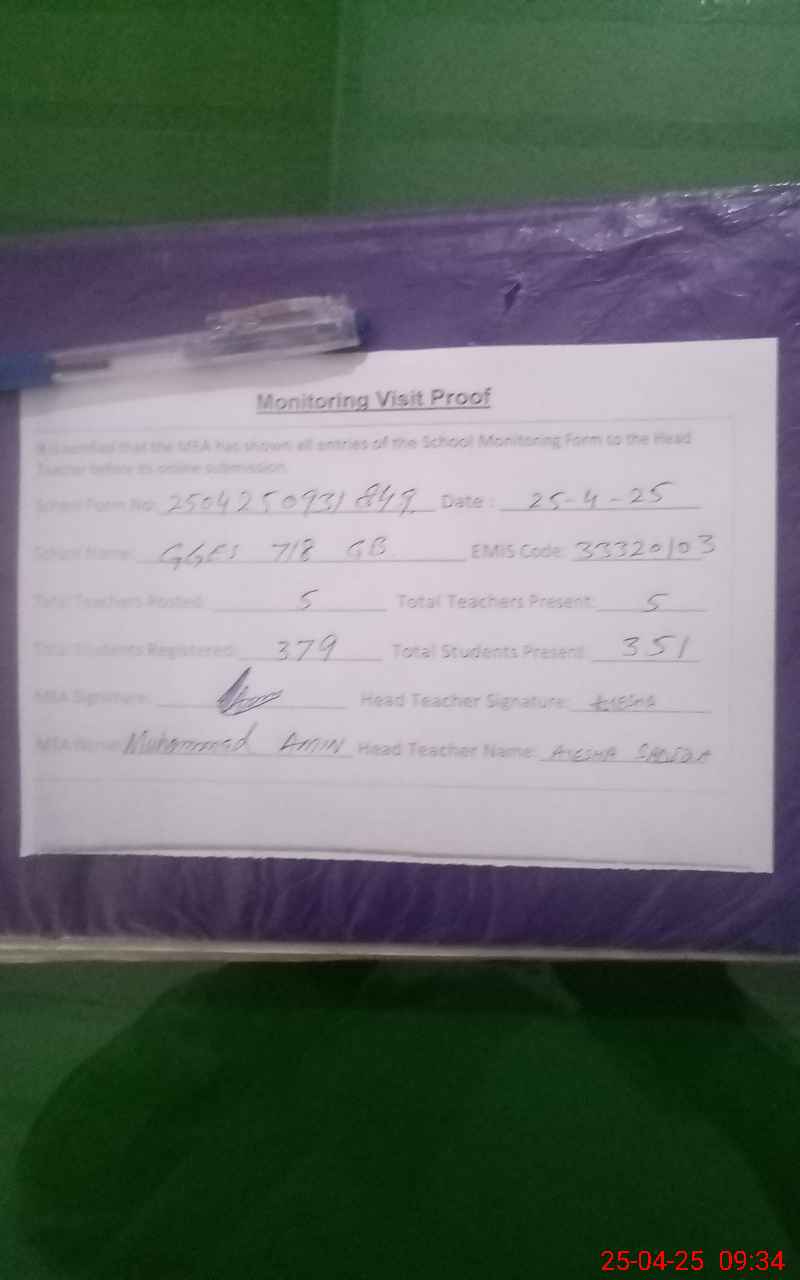 Monitoring Visit Proof
It is certified that the MEA has shown all entries of the School Monitoring Form to the Head
Teacher before its online submission.
School Form No: 2504250931849 Date : 25-4-25
School Name: GGES 718 GB EMIS Code: 33320103
Total Teachers Posted: 5 Total Teachers Present: 5
Total Students Registered: 379 Total Students Present: 351
MEA Signature: Head Teacher Signature: AYESHA
MEA Name: Muhammad AMIN Head Teacher Name: AYESHA
25-04-25 09:34